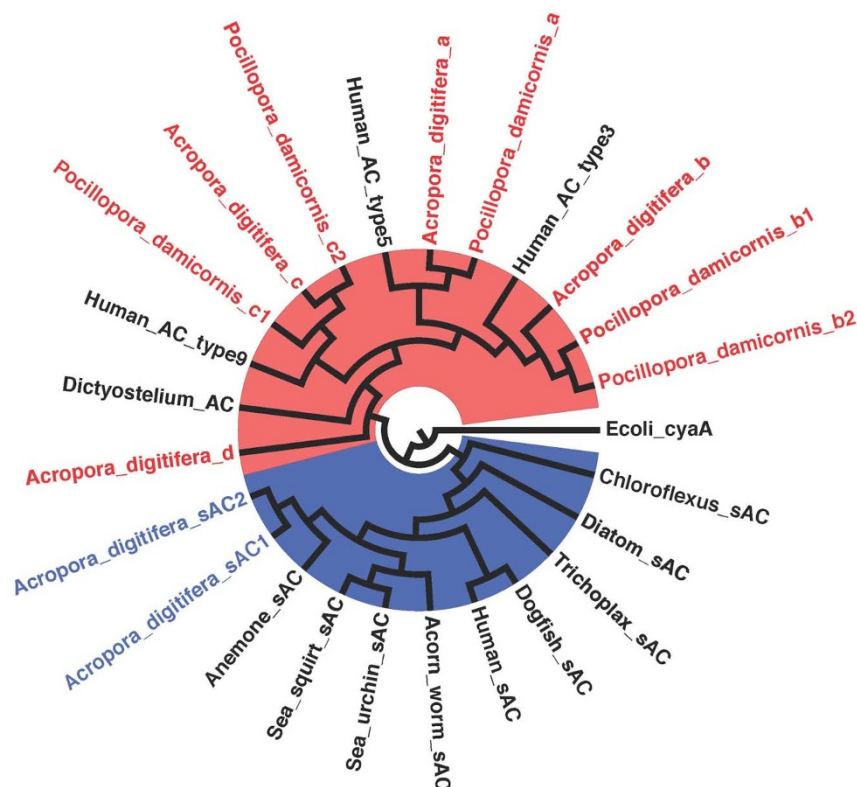 Pocillopora_damicornis_c1
Acropora_digitifera_c
Pocillopora_damicornis_c2
Human_AC_type5
Acropora_digitifera_a
Pocillopora_damicornis_a
Human_AC_type3
Acropora_digitifera_b
Pocillopora_damicornis_b1
Pocillopora_damicornis_b2
Ecoli_cyaA
Chloroflexus_sAC
Diatom_sAC
Trichoplax_sAC
Dogfish_sAC
Human_sAC
Acorn_worm_sAC
Sea_urchin_sAC
Sea_squirt_sAC
Anemone_sAC
Acropora_digitifera_sAC1
Acropora_digitifera_sAC2
Acropora_digitifera_d
Dictyostelium_AC
Human_AC_type9